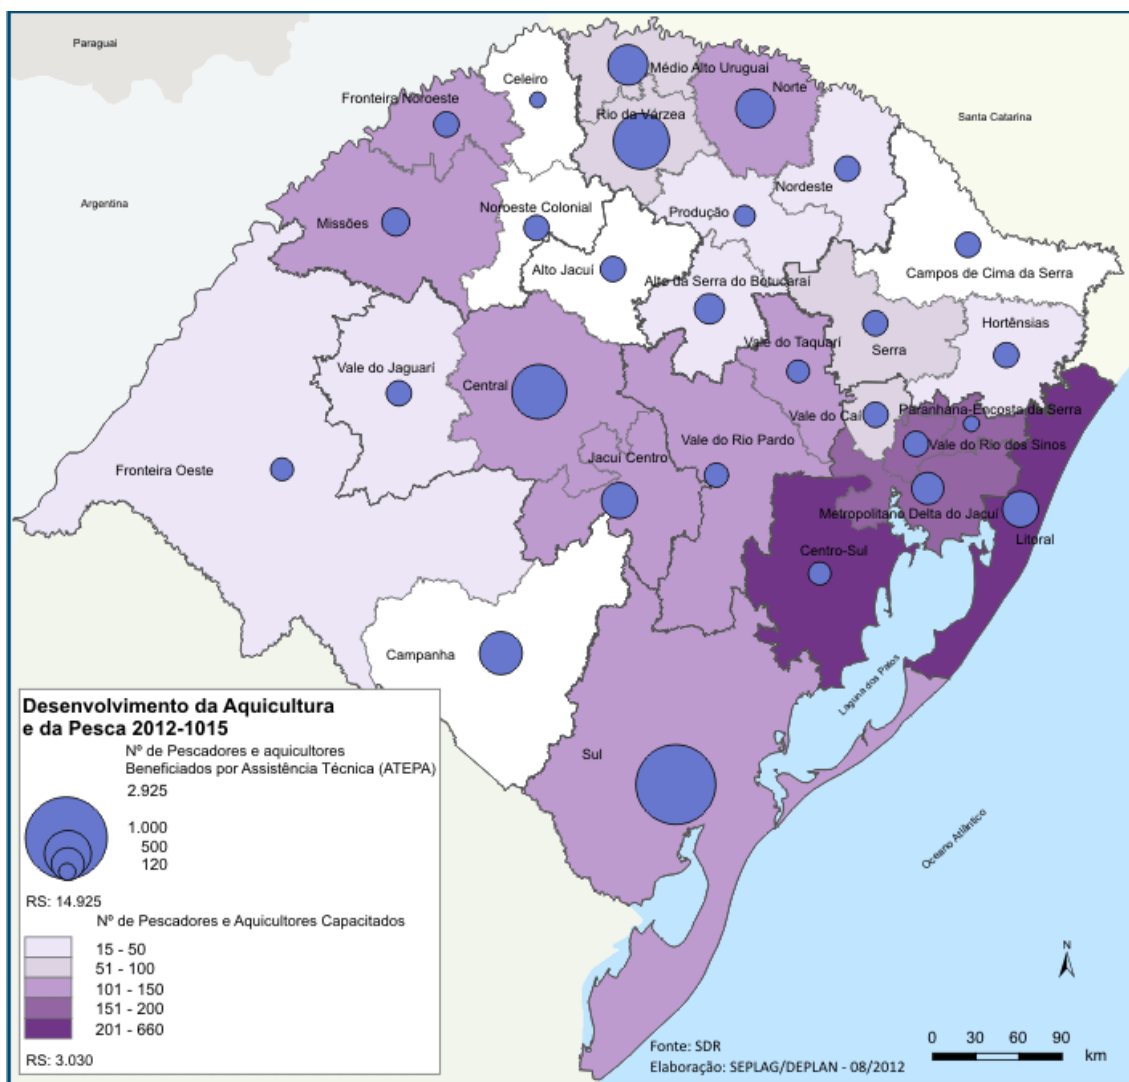 Paraguai
Celeiro
Médio Alto Uruguai
Fronteira Noroeste
Norte
Rio da Várzea
Santa Catarina
Nordeste
Argentina
Noroeste Colonial
Produção
Missões
Alto Jacuí
Campos de Cima da Serra
Alto da Serra do Botucaraí
Hortênsias
Vale do Taquarí
Serra
Vale do Jaguarí
Central
Vale do Caí
Paranhana-Encosta da Serra
Vale do Rio Pardo
Vale do Rio dos Sinos
Jacuí Centro
Fronteira Oeste
Metropolitano Delta do Jacuí
Litoral
Centro-Sul
Campanha
Laguna dos Patos
Sul
Oceano Atlântico
Desenvolvimento da Aquicultura
e da Pesca 2012-1015
Nº de Pescadores e aquicultores
Beneficiados por Assistência Técnica (ATEPA)
2.925
1.000
500
120
RS: 14.925
Nº de Pescadores e Aquicultores Capacitados
15 - 50
51 - 100
101 - 150
151 - 200
201 - 660
RS: 3.030
N
0 30 60 90
km
Fonte: SDR
Elaboração: SEPLAG/DEPLAN - 08/2012